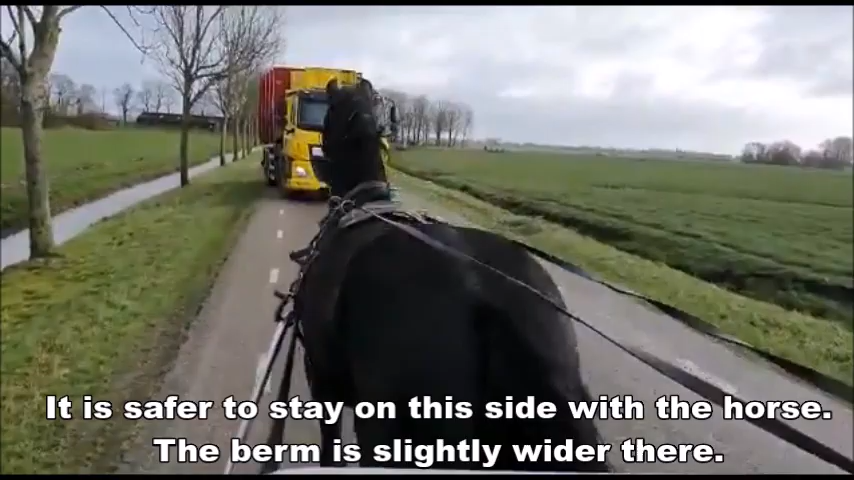 It is safer to stay on this side with the horse.
The berm is slightly wider there.